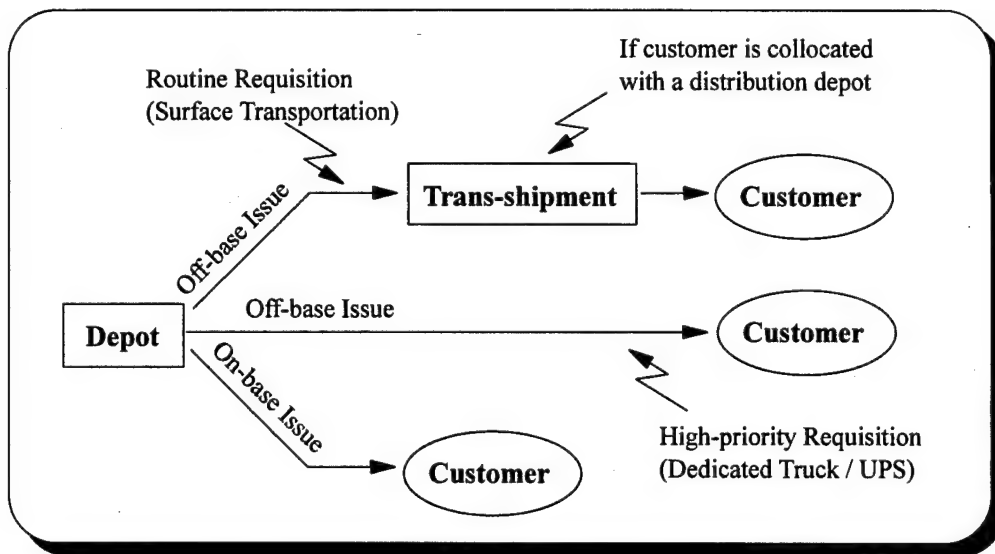 Routine Requisition
(Surface Transportation)
If customer is collocated
with a distribution depot
Off-base Issue
Trans-shipment
Customer
Depot
Off-base Issue
Customer
On-base Issue
Customer
High-priority Requisition
(Dedicated Truck / UPS)